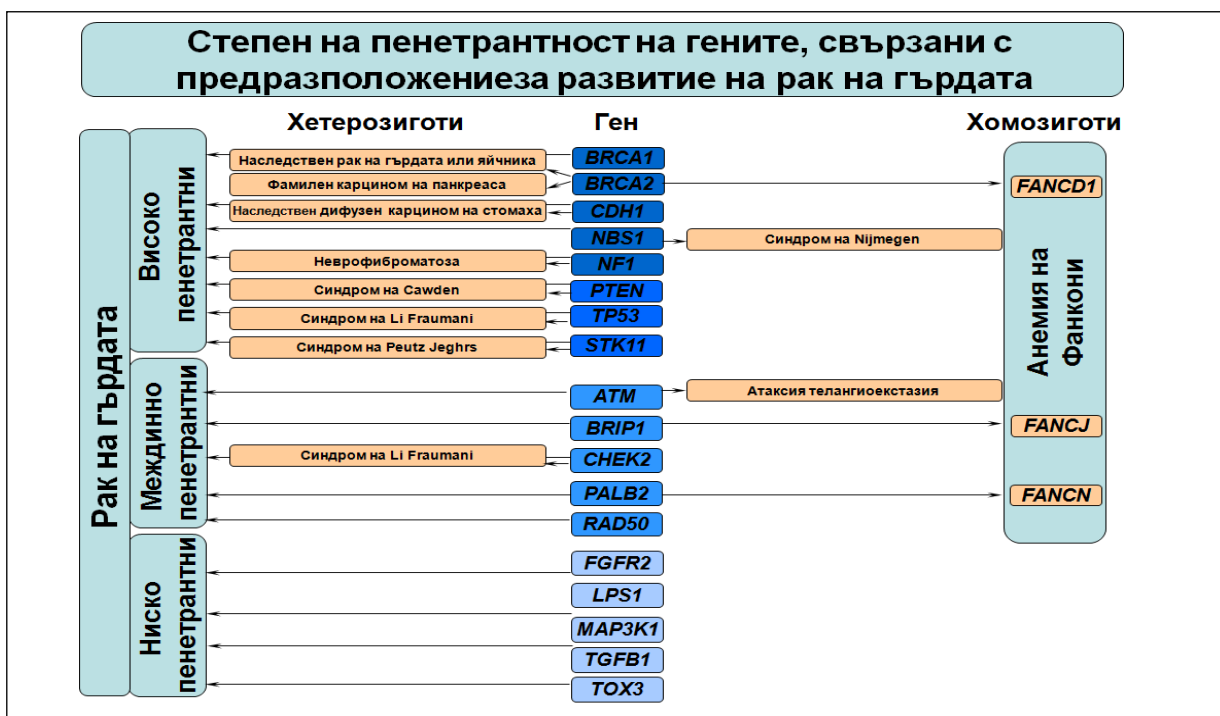 Степен на пенетрантност на гените, свързани с
предразположениеза развитие на рак на гърдата
Хетерозиготи Ген Хомозиготи
Рак на гърдата
Високо
пенетрантни
Наследствен рак на гърдата или яйчника BRCA1
Фамилен карцином на панкреаса BRCA2 FANCD1
Наследствен дифузен карцином на стомаха CDH1
NBS1 Синдром на Nijmegen
Неврофиброматоза NF1
Синдром на Cawden PTEN
Синдром на Li Fraumani TP53
Синдром на Peutz Jeghrs STK11
Анемия на
Фанкони
Междинно
пенетрантни
ATM Атаксия телангиоекстазия
BRIP1 FANCJ
Синдром на Li Fraumani CHEK2
PALB2 FANCN
RAD50
Ниско
пенетрантни
FGFR2
LPS1
MAP3K1
TGFB1
TOX3